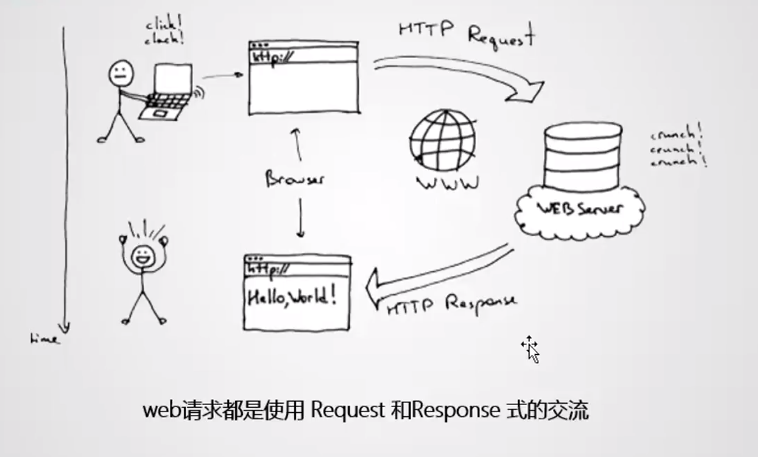 click!
clack!
HTTP Request
http://
crunch!
crunch!
crunch!
WWW
Browser
WEB Server
http://
Hello, World!
HTTP Response
time
web请求都是使用 Request 和Response 式的交流